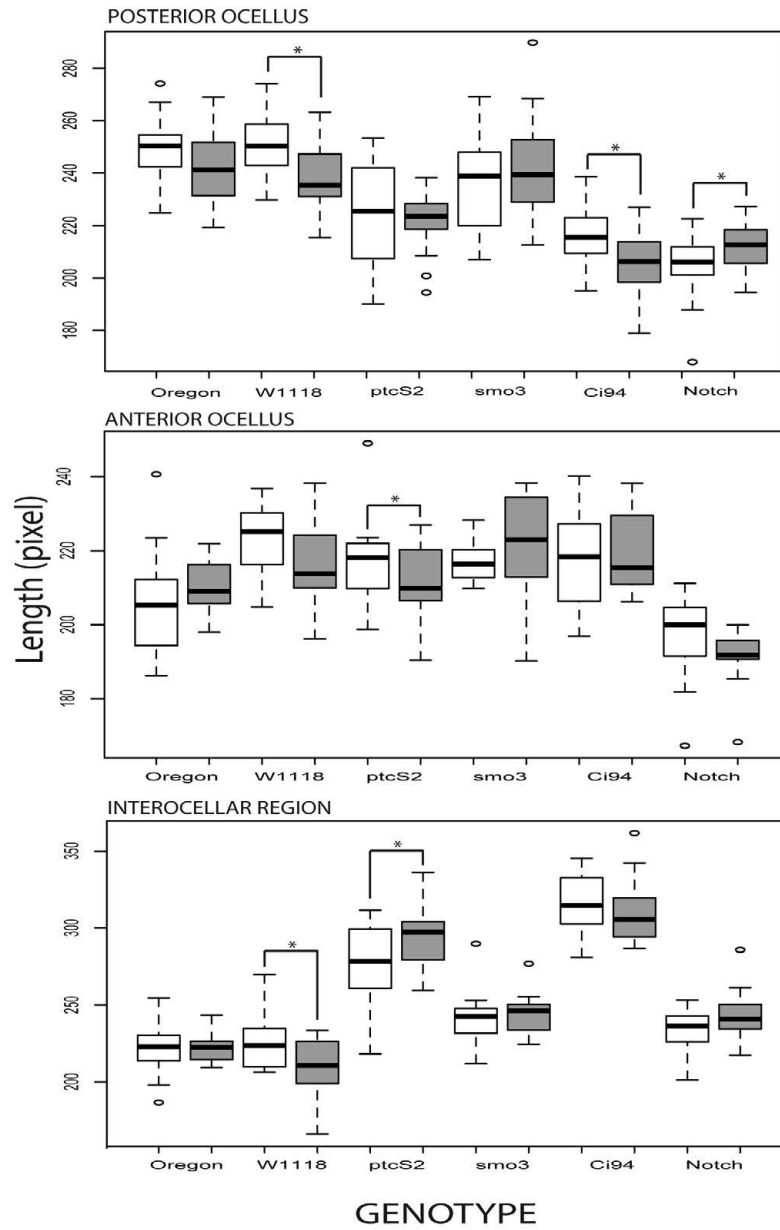 POSTERIOR OCELLUS
280
260
240
220
200
180
* * *
Oregon W1118 ptcS2 smo3 Ci94 Notch
ANTERIOR OCELLUS
240
220
200
180
*
Oregon W1118 ptcS2 smo3 Ci94 Notch
Length (pixel)
INTEROCELLAR REGION
350
300
250
200
* *
Oregon W1118 ptcS2 smo3 Ci94 Notch
GENOTYPE